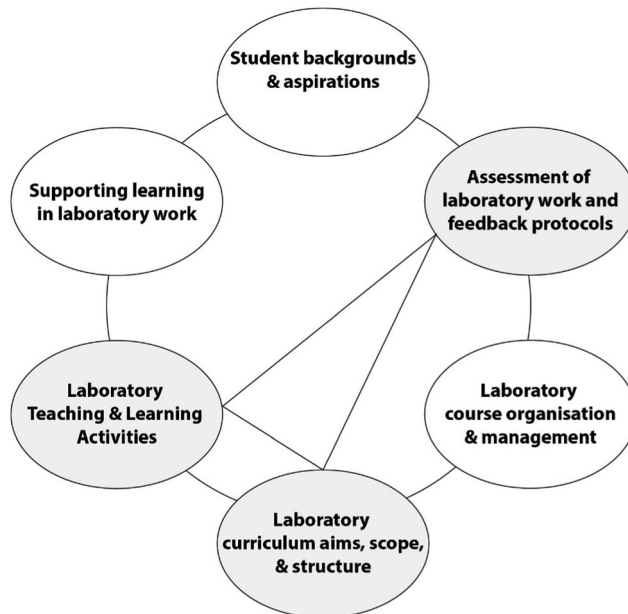 Student backgrounds
& aspirations
Assessment of
laboratory work and
feedback protocols
Laboratory
course organisation
& management
Laboratory
curriculum aims, scope,
& structure
Laboratory
Teaching & Learning
Activities
Supporting learning
in laboratory work